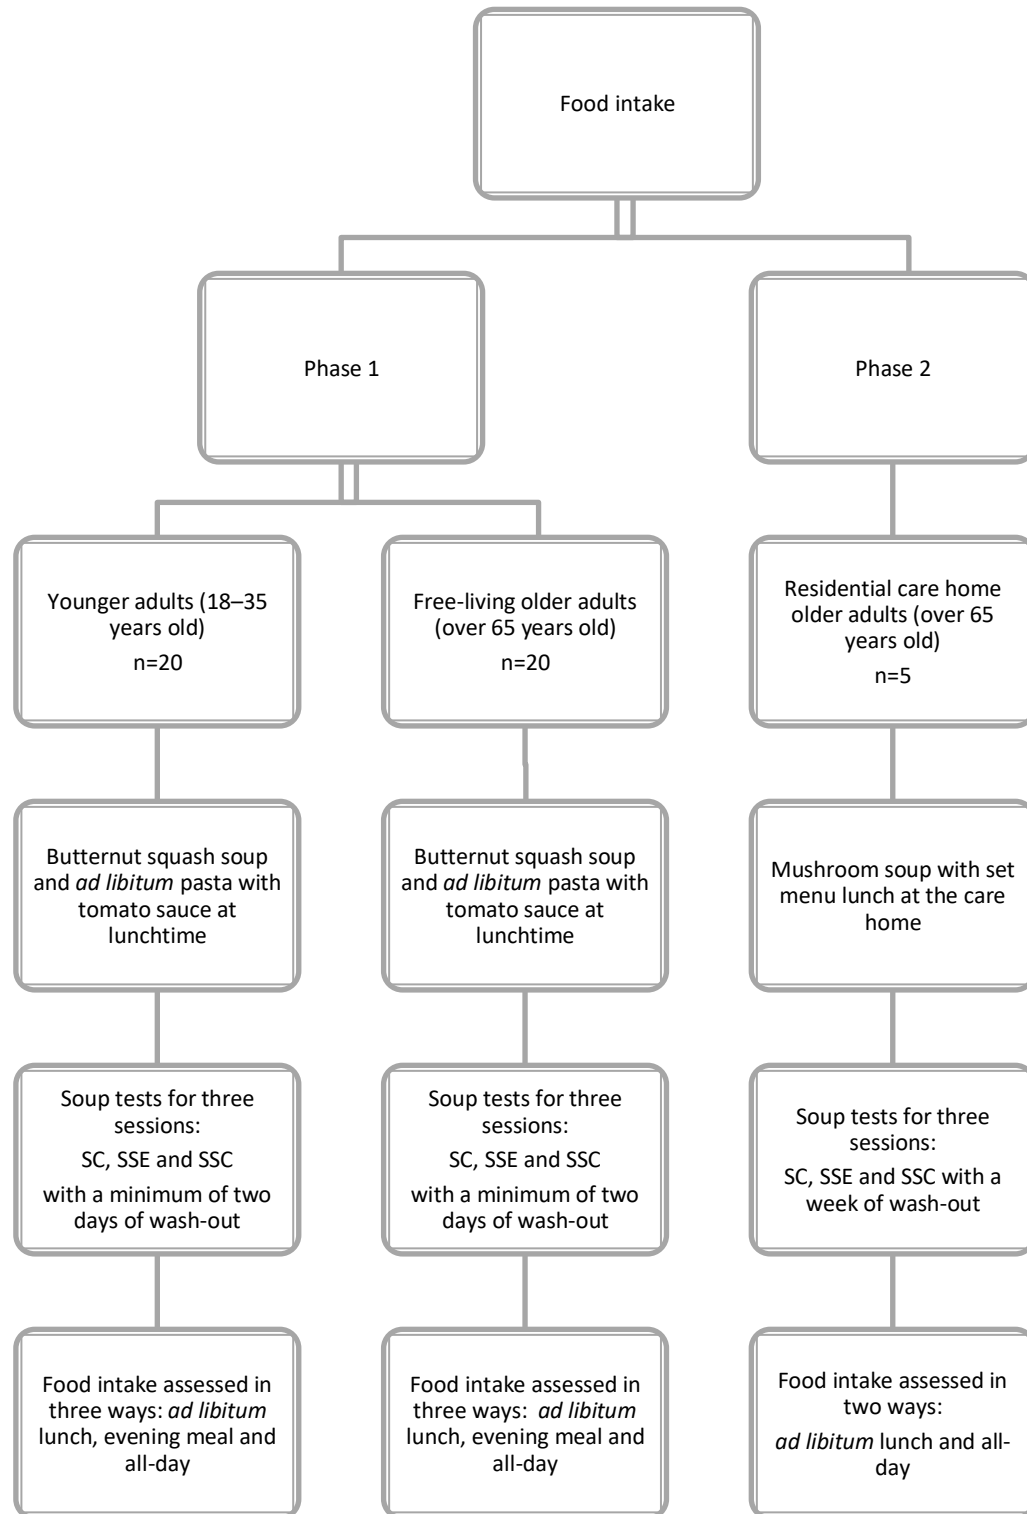 Food intake
Phase 1
Phase 2
Younger adults (18–35
years old)
n=20
Free-living older adults
(over 65 years old)
n=20
Residential care home
older adults (over 65
years old)
n=5
Butternut squash soup
and ad libitum pasta with
tomato sauce at
lunchtime
Butternut squash soup
and ad libitum pasta with
tomato sauce at
lunchtime
Mushroom soup with set
menu lunch at the care
home
Soup tests for three
sessions:
SC, SSE and SSC
with a minimum of two
days of wash-out
Soup tests for three
sessions:
SC, SSE and SSC
with a minimum of two
days of wash-out
Soup tests for three
sessions:
SC, SSE and SSC with a
week of wash-out
Food intake assessed in
three ways: ad libitum
lunch, evening meal and
all-day
Food intake assessed in
three ways:  ad libitum
lunch, evening meal and
all-day
Food intake assessed in
two ways:
ad libitum lunch and all-
day